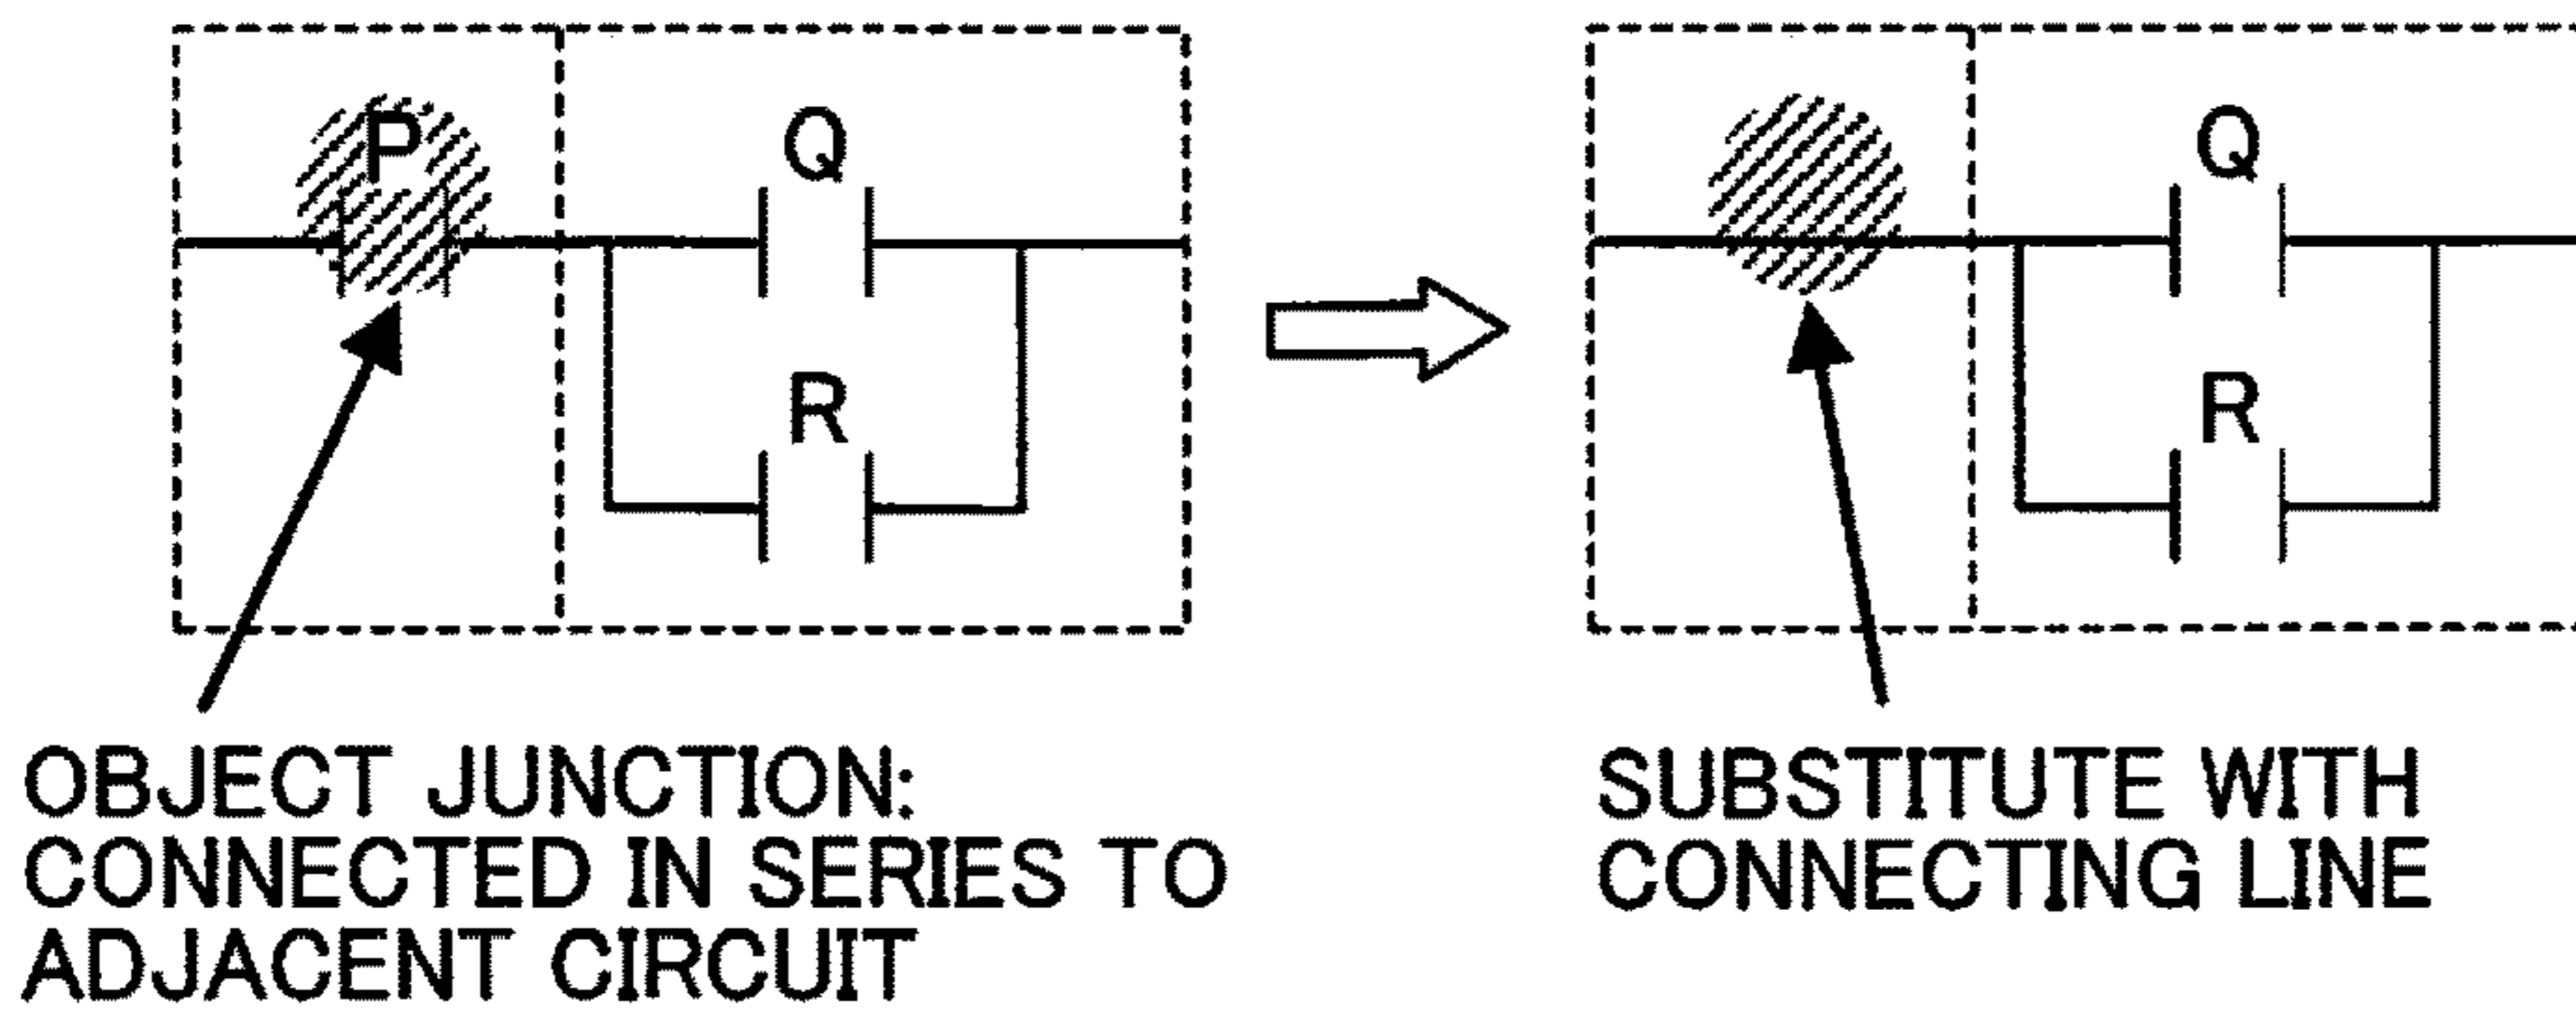 P
Q
R
OBJECT JUNCTION:
CONNECTED IN SERIES TO
ADJACENT CIRCUIT
Q
R
SUBSTITUTE WITH
CONNECTING LINE